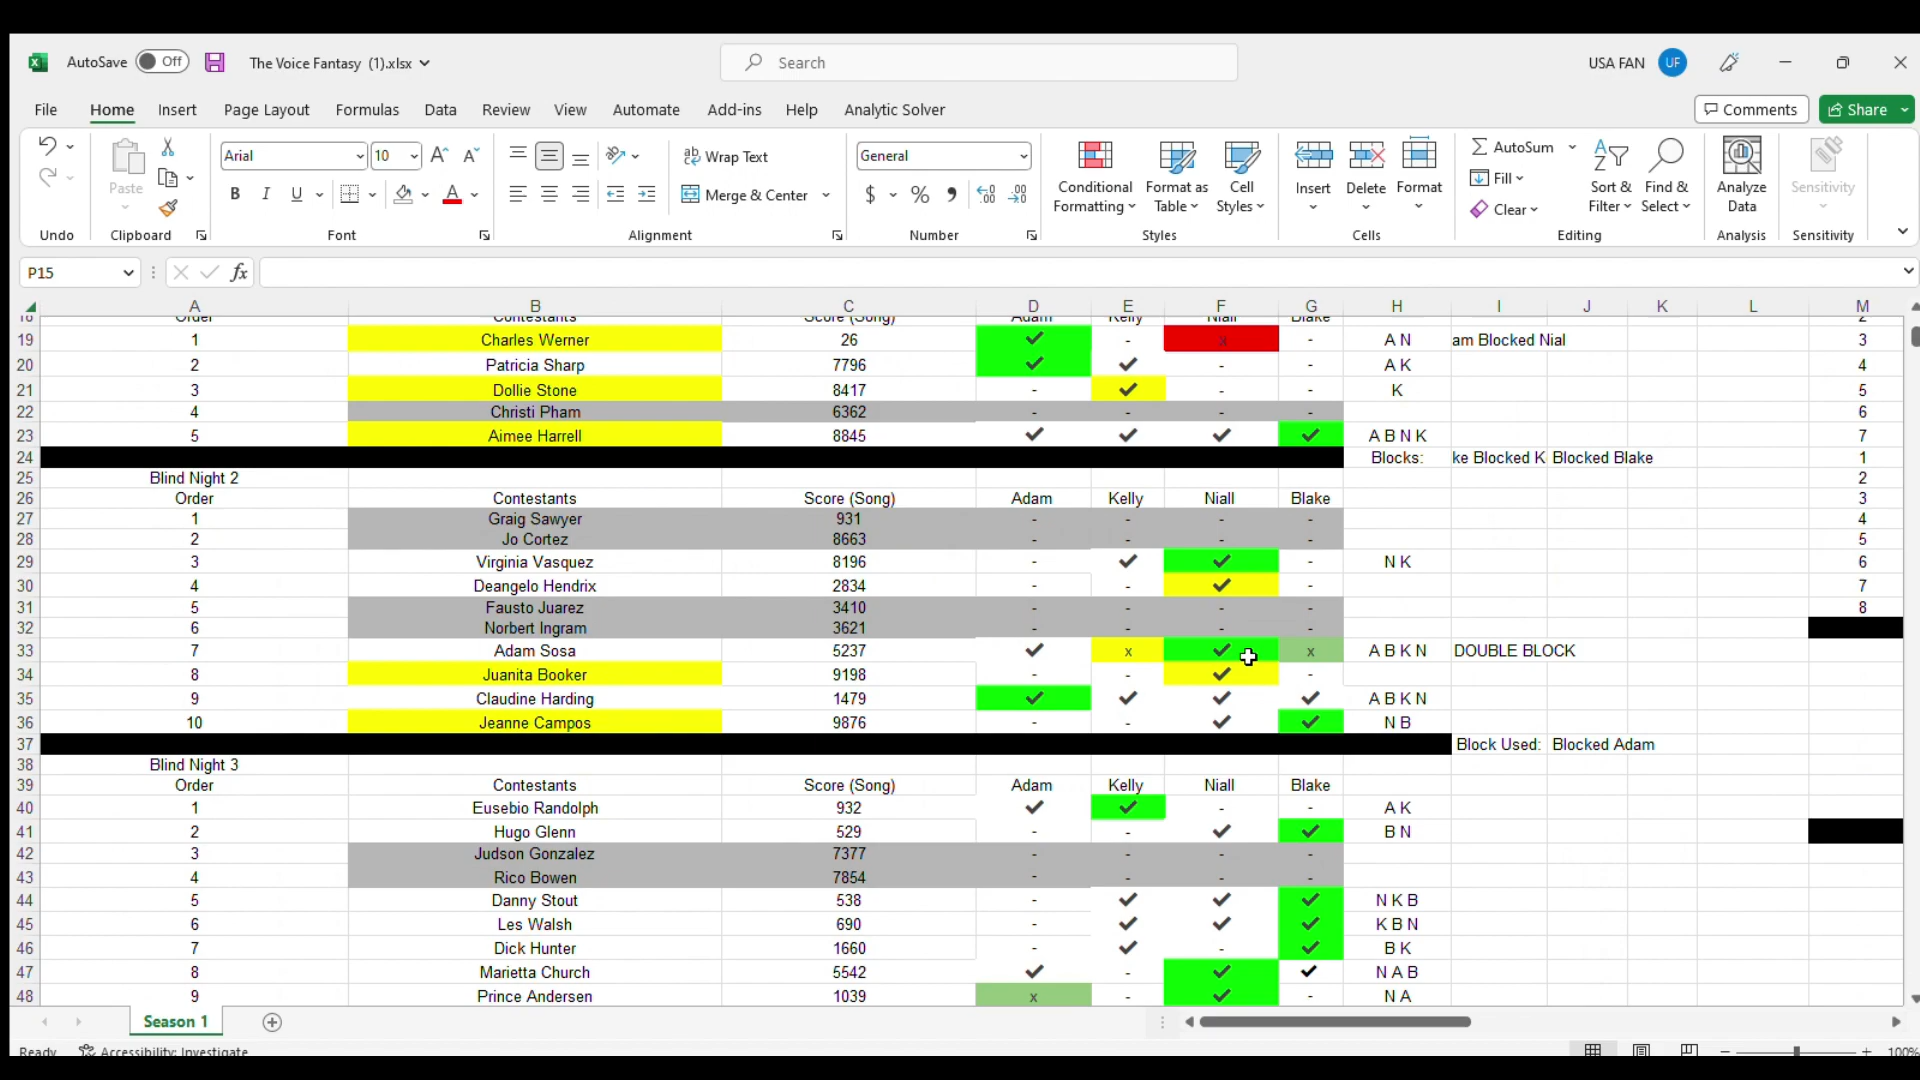 AutoSave Off The Voice Fantasy (1).xlsx Search USA FAN UF
File Home Insert Page Layout Formulas Data Review View Automate Add-ins Help Analytic Solver Comments Share
Arial 10 Wrap Text General AutoSum
Paste B I U Merge & Center $ % Conditional Formatting Format as Table Cell Styles Insert Delete Format Fill Clear Sort & Filter Find & Select Analyze Data Sensitivity
Undo Clipboard Font Alignment Number Styles Cells Editing Analysis Sensitivity
P15 fx
A B C D E F G H I J K L M
18 Order Contestants Score (Song) Adam Kelly Niall Blake 2
19 1 Charles Werner 26 ✔ - x - A N am Blocked Nial 3
20 2 Patricia Sharp 7796 ✔ ✔ - - A K 4
21 3 Dollie Stone 8417 - ✔ - - K 5
22 4 Christi Pham 6362 - - - - 6
23 5 Aimee Harrell 8845 ✔ ✔ ✔ ✔ A B N K 7
24 Blocks: ke Blocked K Blocked Blake 1
25 Blind Night 2 2
26 Order Contestants Score (Song) Adam Kelly Niall Blake 3
27 1 Graig Sawyer 931 - - - - 4
28 2 Jo Cortez 8663 - - - - 5
29 3 Virginia Vasquez 8196 - ✔ ✔ - N K 6
30 4 Deangelo Hendrix 2834 - - ✔ - 7
31 5 Fausto Juarez 3410 - - - - 8
32 6 Norbert Ingram 3621 - - - -
33 7 Adam Sosa 5237 ✔ x ✔ x A B K N DOUBLE BLOCK
34 8 Juanita Booker 9198 - - ✔ -
35 9 Claudine Harding 1479 ✔ ✔ ✔ ✔ A B K N
36 10 Jeanne Campos 9876 - - ✔ ✔ N B
37 Block Used: Blocked Adam
38 Blind Night 3
39 Order Contestants Score (Song) Adam Kelly Niall Blake
40 1 Eusebio Randolph 932 ✔ ✔ - - A K
41 2 Hugo Glenn 529 - - ✔ ✔ B N
42 3 Judson Gonzalez 7377 - - - -
43 4 Rico Bowen 7854 - - - -
44 5 Danny Stout 538 - ✔ ✔ ✔ N K B
45 6 Les Walsh 690 - ✔ ✔ ✔ K B N
46 7 Dick Hunter 1660 - ✔ - ✔ B K
47 8 Marietta Church 5542 ✔ - ✔ ✔ N A B
48 9 Prince Andersen 1039 x - ✔ - N A
Season 1
Ready Accessibility: Investigate 100%